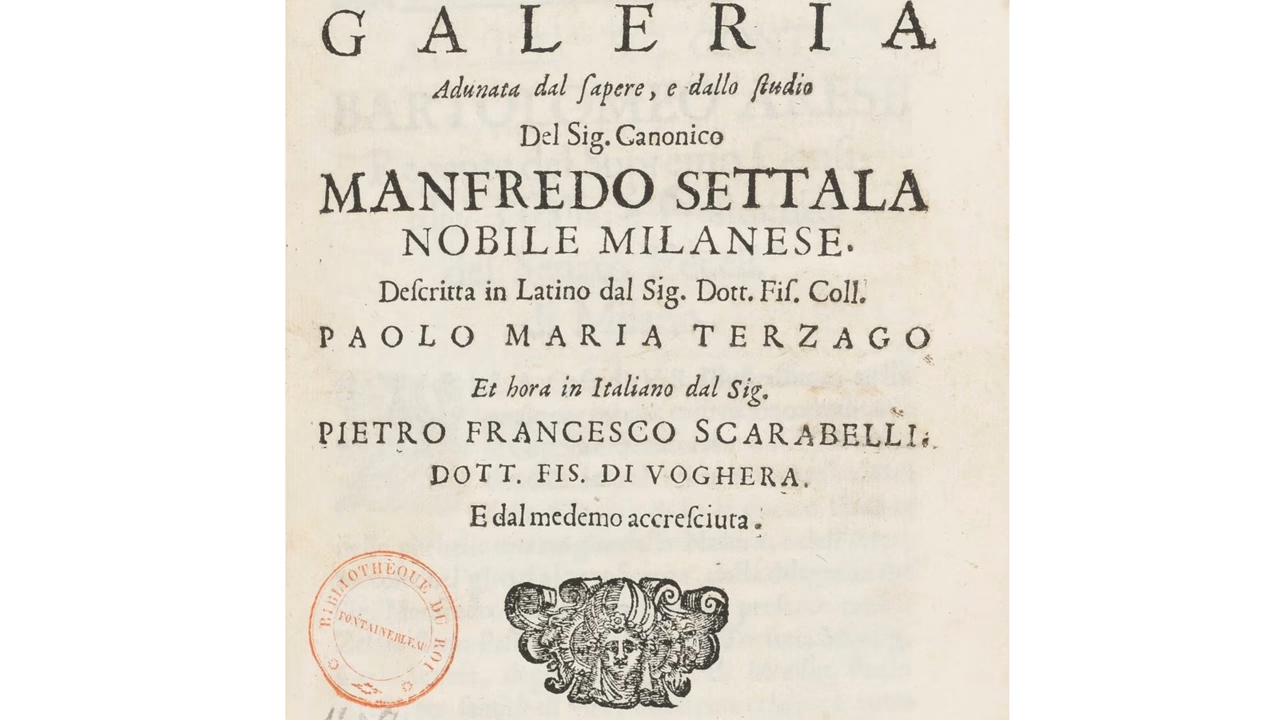 GALERIA
Adunata dal ſapere, e dallo ſtudio
Del Sig. Canonico
MANFREDO SETTALA
NOBILE MILANESE.
Deſcritta in Latino dal Sig. Dott. Fiſ. Coll.
PAOLO MARIA TERZAGO
Et hora in Italiano dal Sig.
PIETRO FRANCESCO SCARABELLI.
DOTT. FIS. DI VOGHERA.
E dal medemo accreſciuta.
BIBLIOTHÈQUE DU ROI
FONTAINEBLEAU